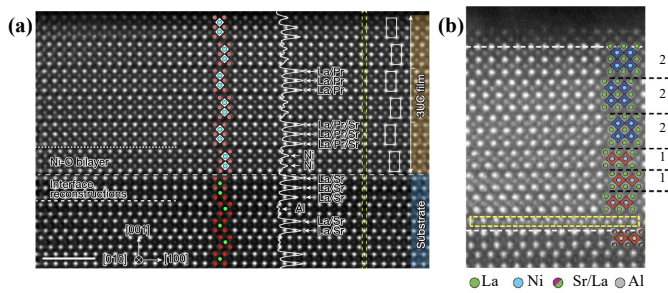 (a)
La/Pr
La/Pr
La/Pr
La/Pr/Sr
La/Pr/Sr
La/Pr/Sr
Ni
Ni
La/Sr
La/Sr
Al
La/Sr
La/Sr
Ni-O bilayer
Interface
reconstructions
[001]
[010]
[100]
3UC film
Substrate
(b)
2
2
2
1
1
La
Ni
Sr/La
Al